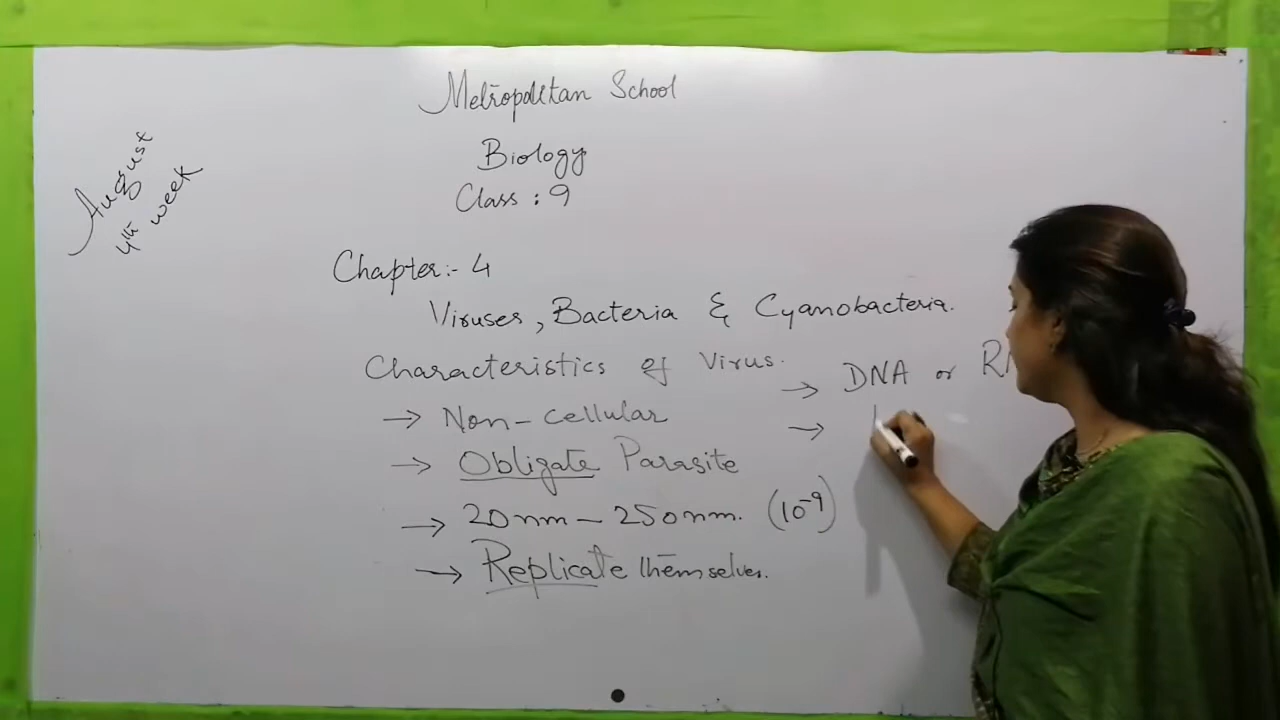 Metropolitan School
Biology
Class : 9
August
4th week
Chapter:- 4
Viruses, Bacteria & Cyanobacteria.
Characteristics of Virus.
→ Non-cellular
→ Obligate Parasite
→ 20nm - 250nm. (10⁻⁹)
→ Replicate themselves.
→ DNA or
→